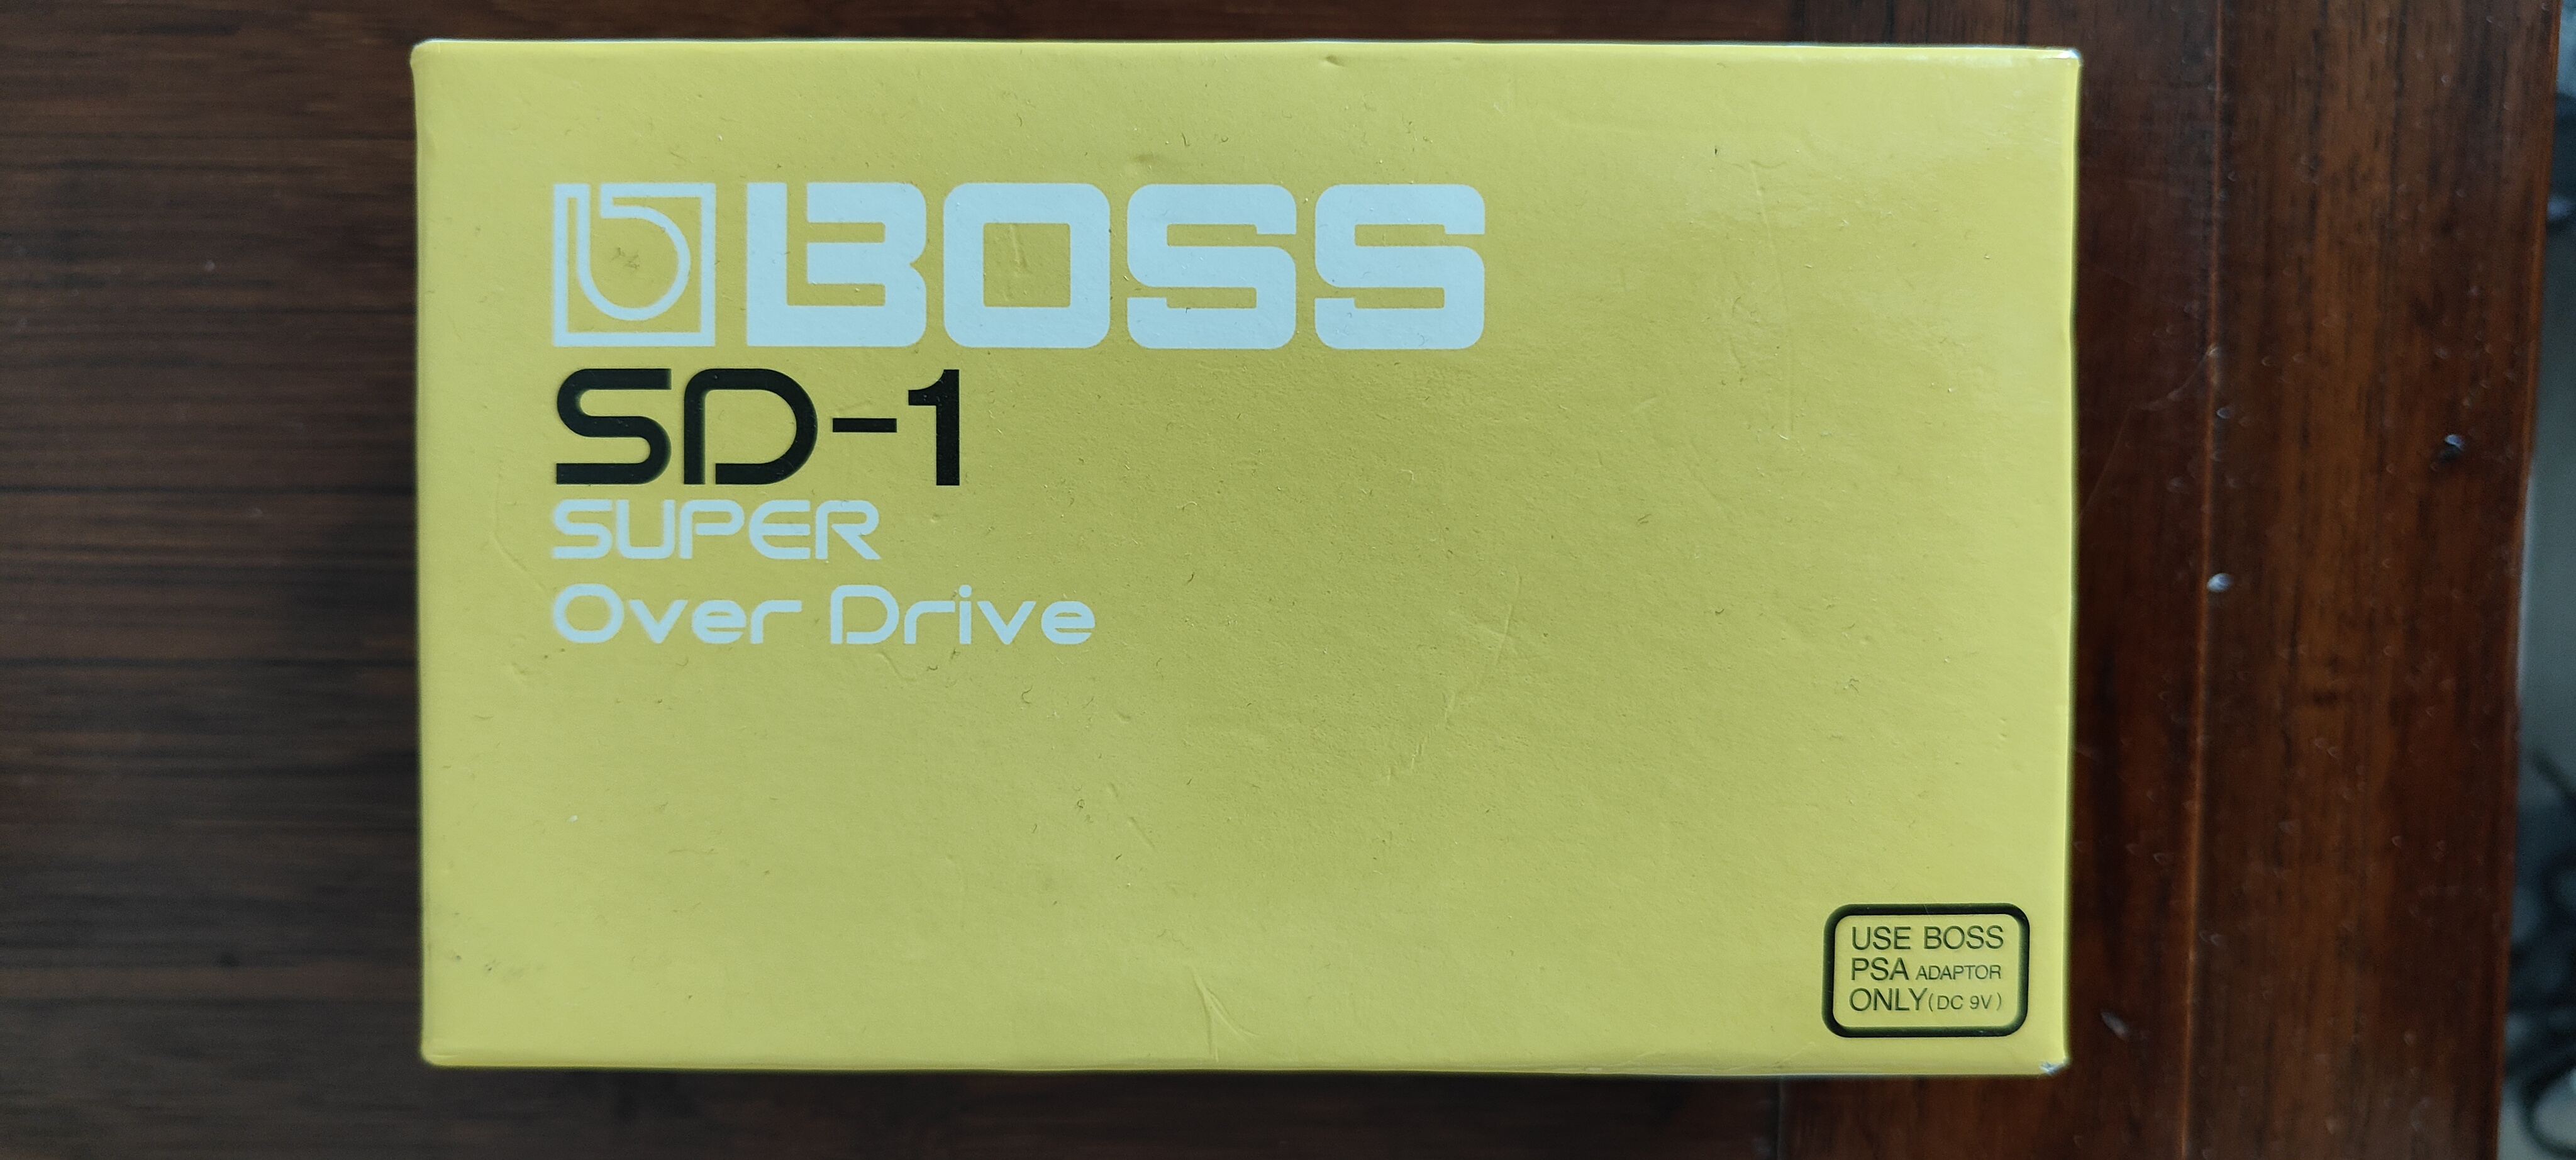 BOSS
SD-1
SUPER
Over Drive
USE BOSS
PSA ADAPTOR
ONLY(DC 9V)